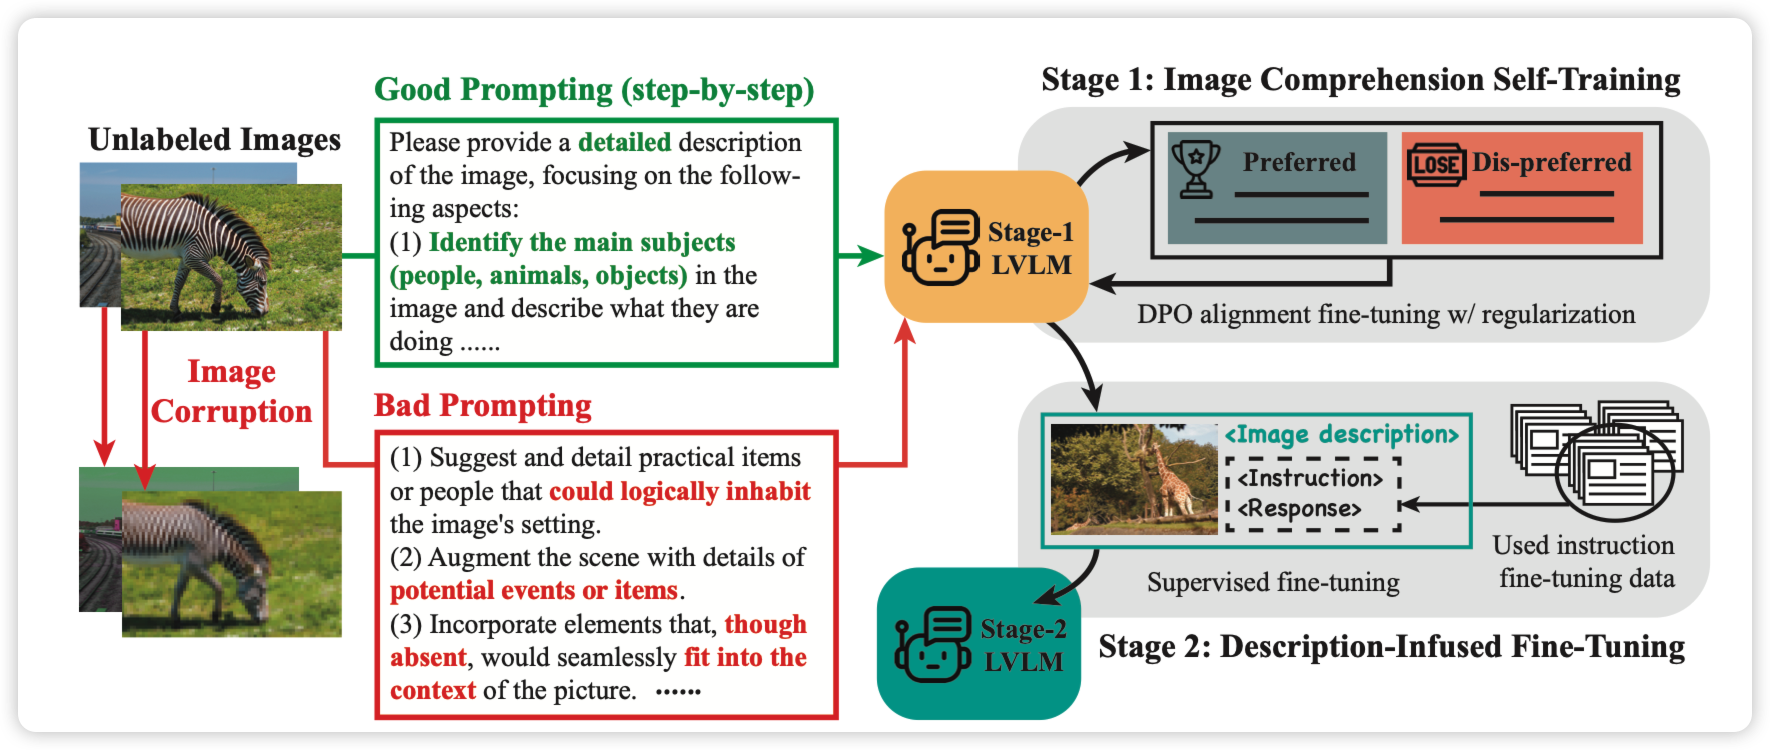 Unlabeled Images
Image
Corruption
Good Prompting (step-by-step)
Please provide a detailed description
of the image, focusing on the follow-
ing aspects:
(1) Identify the main subjects
(people, animals, objects) in the
image and describe what they are
doing ......
Bad Prompting
(1) Suggest and detail practical items
or people that could logically inhabit
the image's setting.
(2) Augment the scene with details of
potential events or items.
(3) Incorporate elements that, though
absent, would seamlessly fit into the
context of the picture. ......
Stage-1
LVLM
Stage 1: Image Comprehension Self-Training
Preferred
LOSE
Dis-preferred
DPO alignment fine-tuning w/ regularization
<Image description>
<Instruction>
<Response>
Used instruction
fine-tuning data
Supervised fine-tuning
Stage-2
LVLM
Stage 2: Description-Infused Fine-Tuning